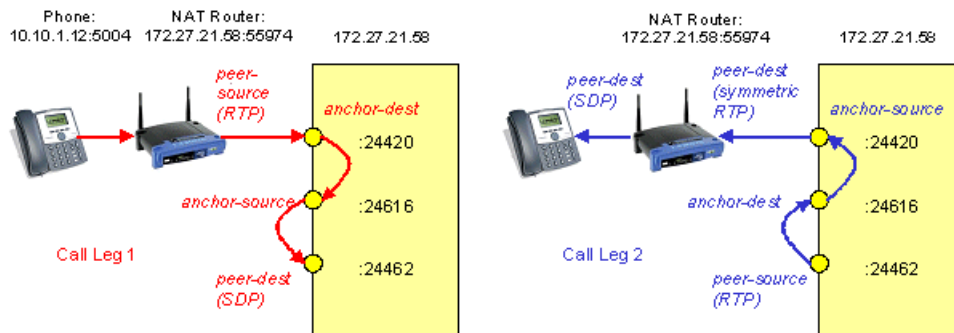 Phone:
10.10.1.12:5004
NAT Router:
172.27.21.58:55974
172.27.21.58
peer-
source
(RTP)
anchor-dest
:24420
anchor-source
:24616
Call Leg 1
:24462
peer-dest
(SDP)
NAT Router:
172.27.21.58:55974
172.27.21.58
peer-dest
(SDP)
peer-dest
(symmetric
RTP)
anchor-source
:24420
anchor-dest
:24616
Call Leg 2
:24462
peer-source
(RTP)